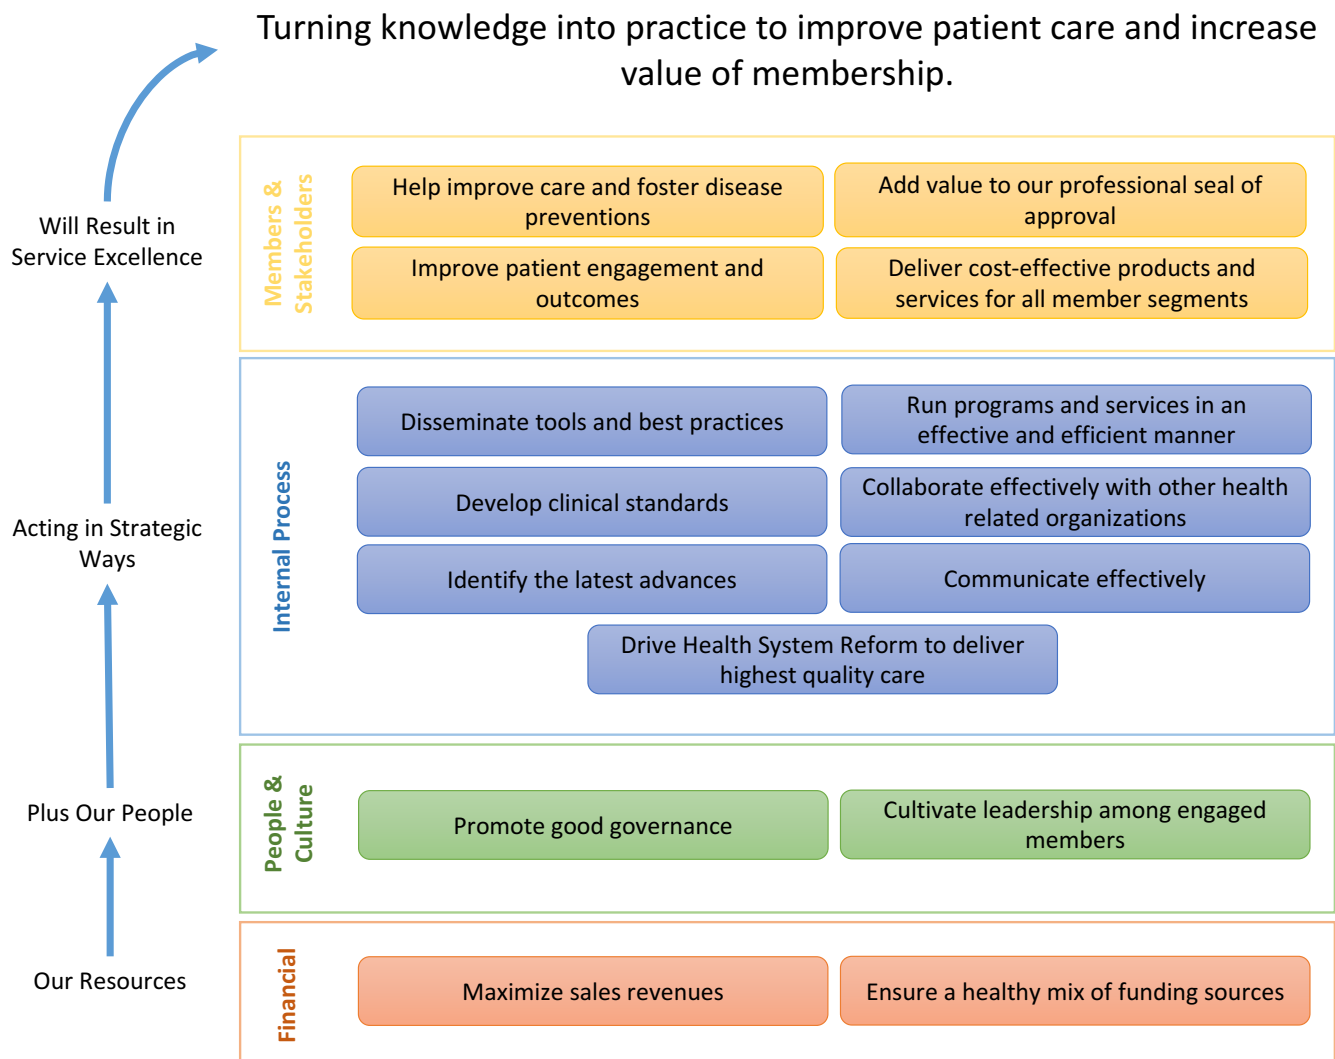 Turning knowledge into practice to improve patient care and increase
value of membership.
Will Result in
Service Excellence
Members &
Stakeholders
Help improve care and foster disease
preventions
Add value to our professional seal of
approval
Improve patient engagement and
outcomes
Deliver cost-effective products and
services for all member segments
Acting in Strategic
Ways
Internal Process
Disseminate tools and best practices
Run programs and services in an
effective and efficient manner
Develop clinical standards
Collaborate effectively with other health
related organizations
Identify the latest advances
Communicate effectively
Drive Health System Reform to deliver
highest quality care
Plus Our People
People &
Culture
Promote good governance
Cultivate leadership among engaged
members
Our Resources
Financial
Maximize sales revenues
Ensure a healthy mix of funding sources